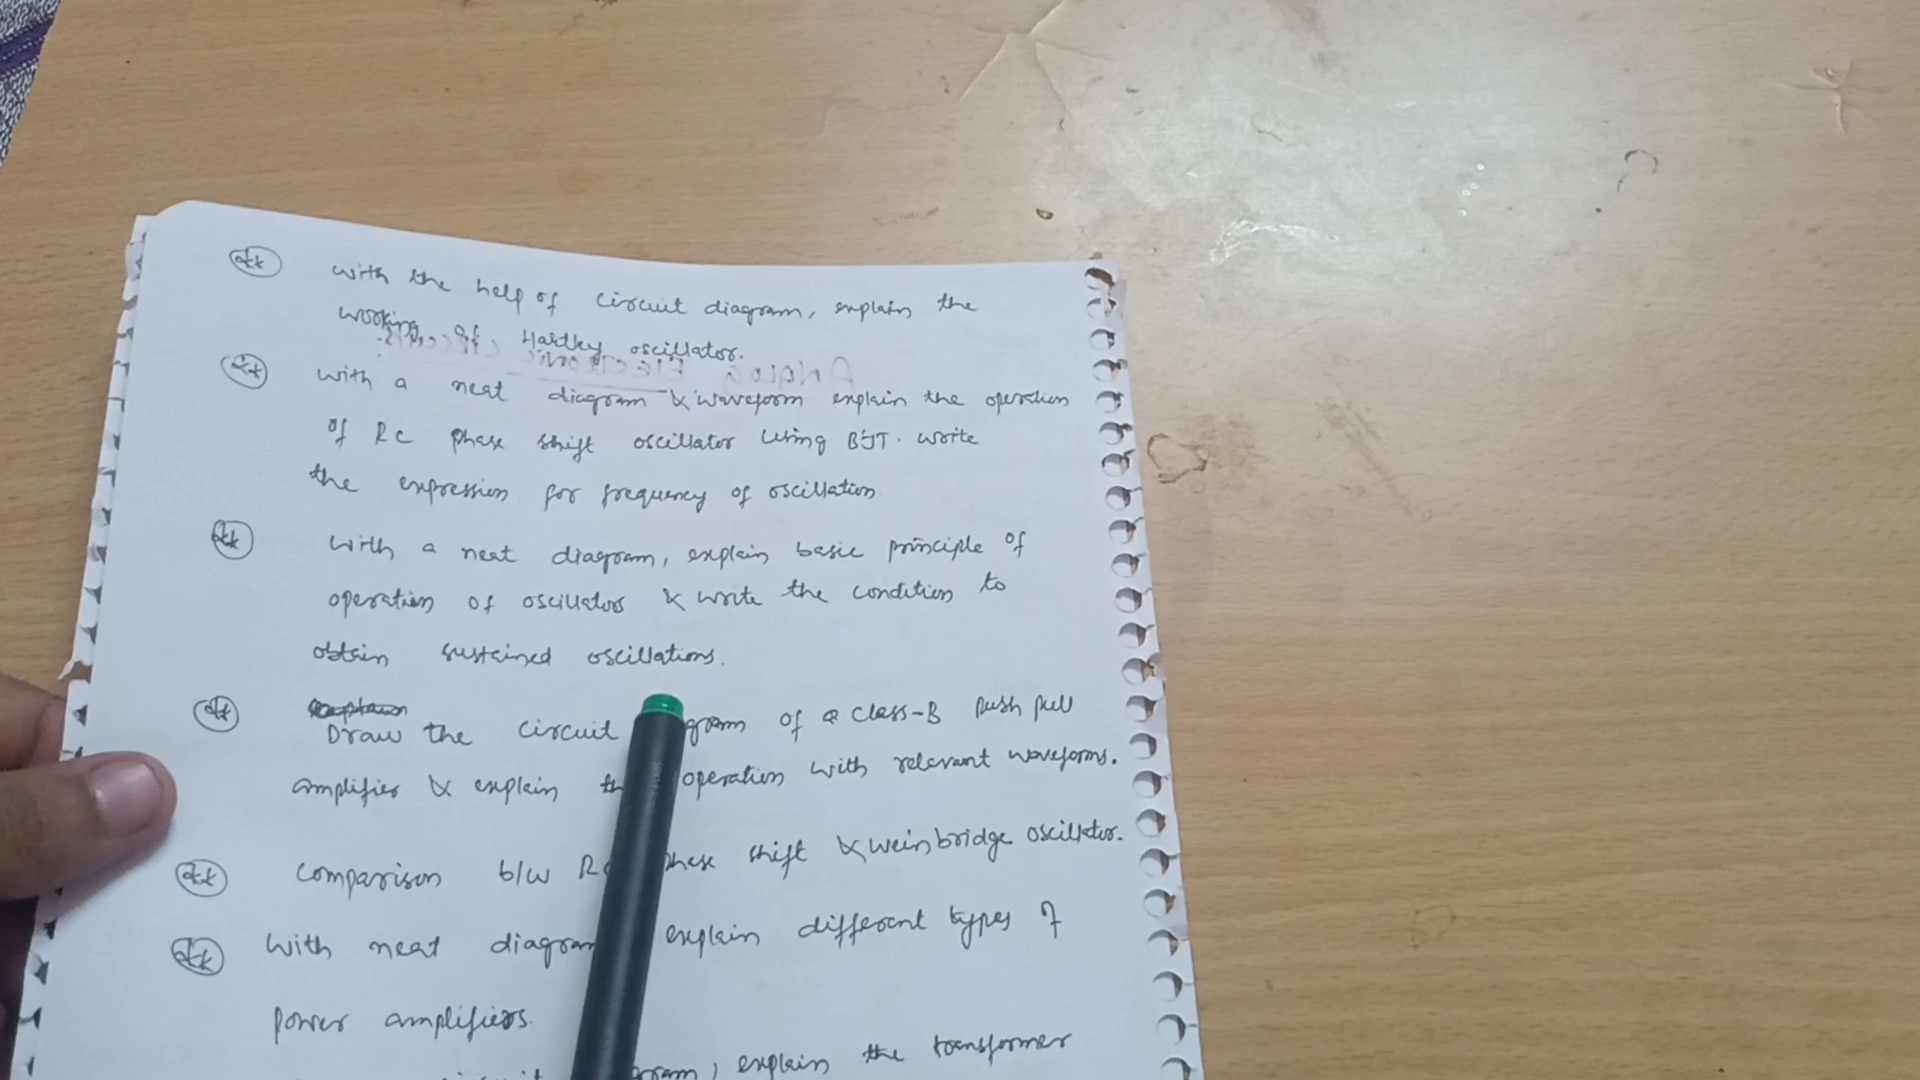 with the help of circuit diagram, explain the
working of Hartley oscillator.
with a neat diagram & waveform explain the operation
of RC phase shift oscillator using BJT. write
the expression for frequency of oscillation
with a neat diagram, explain basic principle of
operation of oscillator & write the condition to
obtain sustained oscillations.
Draw the circuit gram of a class-B push pull
amplifier & explain operation with relevant waveforms.
comparison b/w phase shift & weinbridge oscillator.
with neat diagram explain different types of
power amplifiers.
gram, explain the transformer